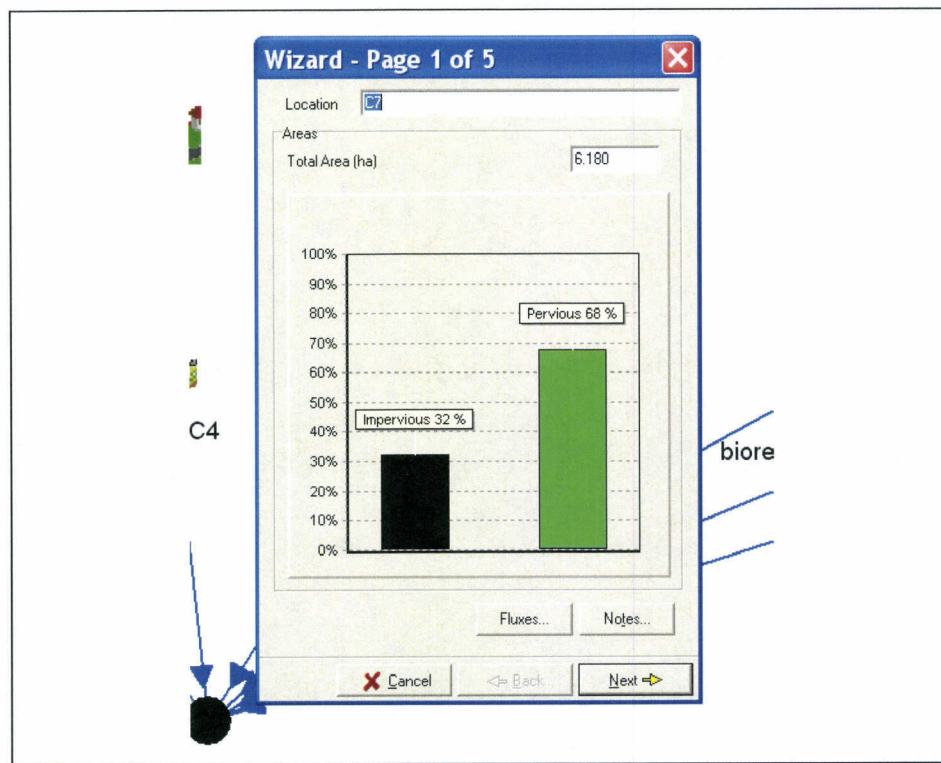 Wizard - Page 1 of 5
Location C7
Areas
Total Area (ha) 6.180
100%
90%
80%
Pervious 68 %
70%
60%
50%
Impervious 32 %
40%
30%
20%
10%
0%
C4
biore
Fluxes... Notes...
Cancel Back Next